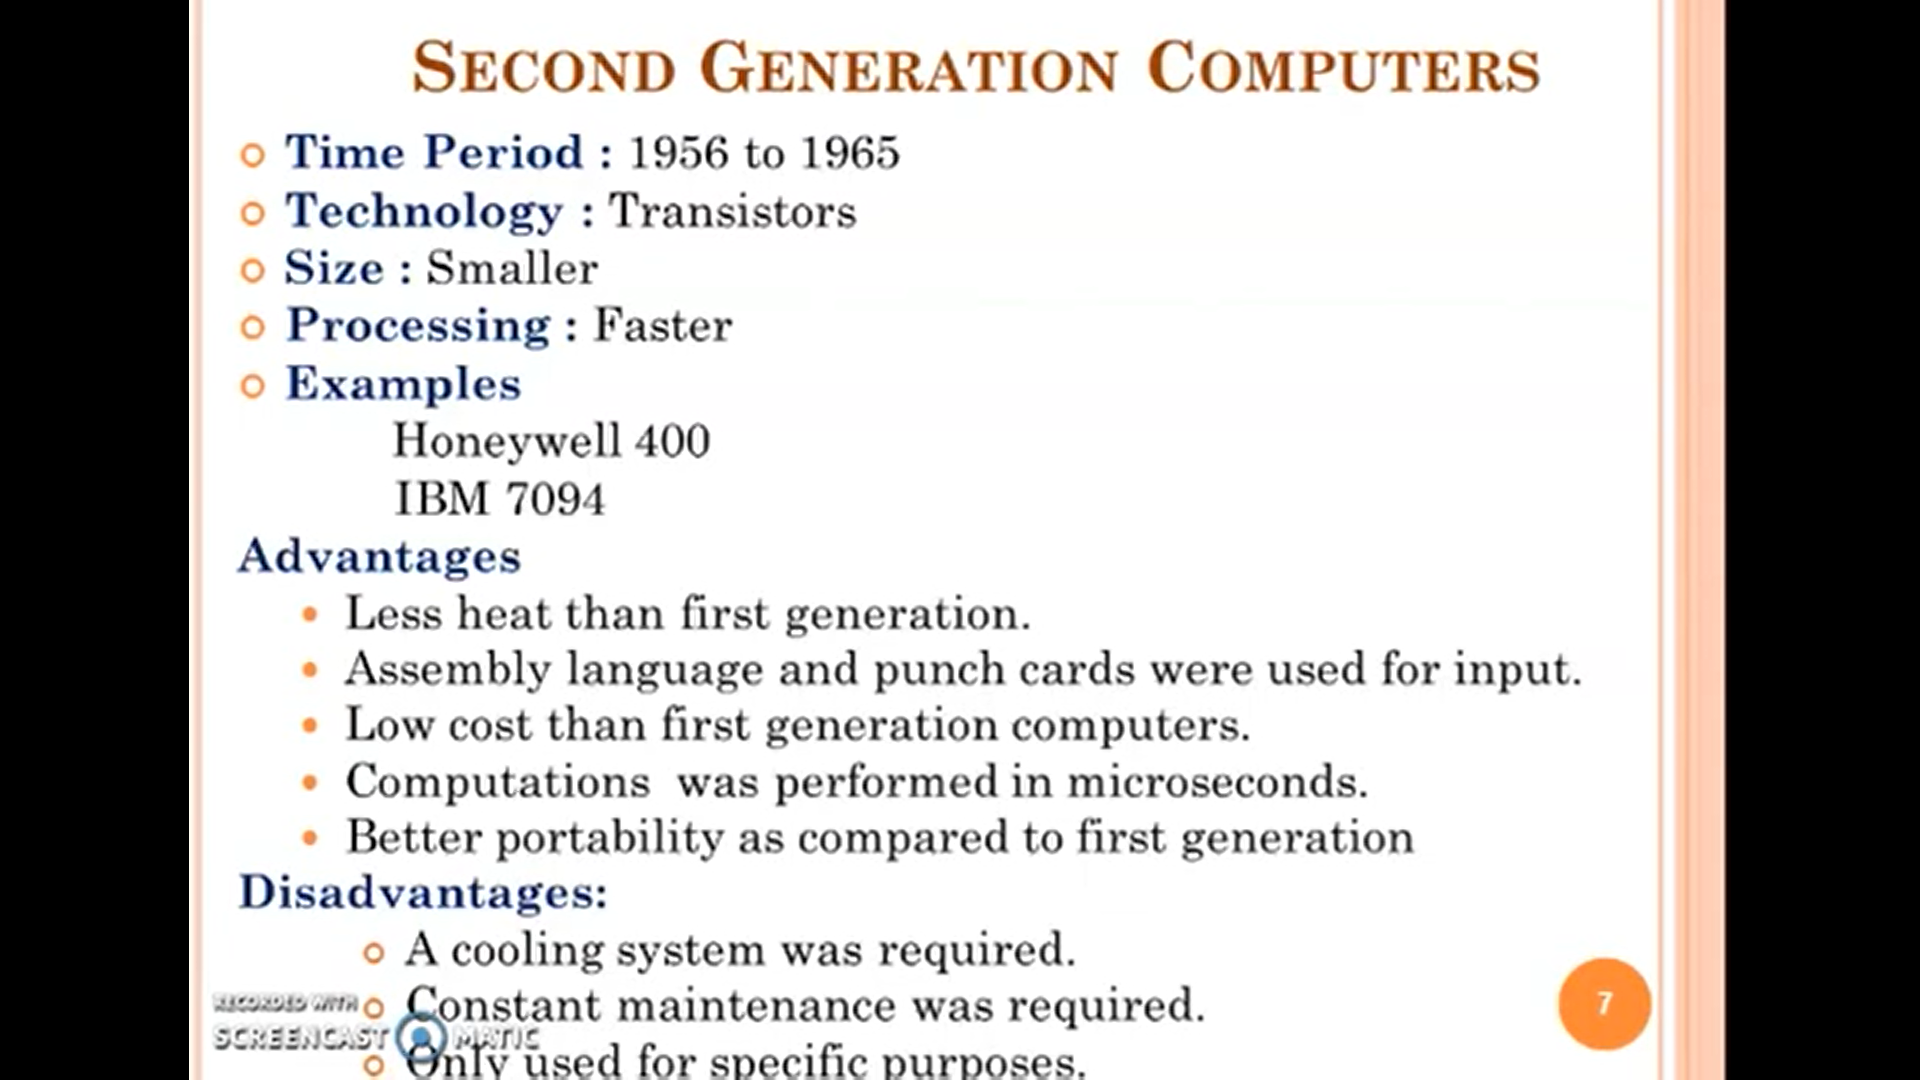 SECOND GENERATION COMPUTERS
Time Period : 1956 to 1965
Technology : Transistors
Size : Smaller
Processing : Faster
Examples
Honeywell 400
IBM 7094
Advantages
Less heat than first generation.
Assembly language and punch cards were used for input.
Low cost than first generation computers.
Computations was performed in microseconds.
Better portability as compared to first generation
Disadvantages:
A cooling system was required.
Constant maintenance was required.
Only used for specific purposes.
7
RECORDED WITH
SCREENCAST MATIC